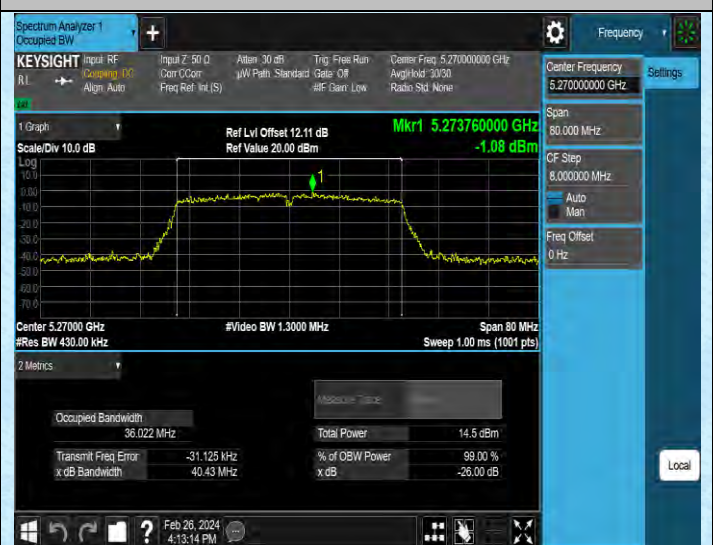 Spectrum Analyzer 1
Occupied BW
+
Frequency
KEYSIGHT
RL
Input: RF
Coupling: DC
Align: Auto
Input Z: 50 Ω
Corr CCorr
Freq Ref: Int (S)
Atten: 30 dB
µW Path: Standard
Trig: Free Run
Gate: Off
#IF Gain: Low
Center Freq: 5.270000000 GHz
Avg|Hold: 30/30
Radio Std: None
Center Frequency
5.270000000 GHz
Settings
Span
80.000 MHz
CF Step
8.000000 MHz
Auto
Man
Freq Offset
0 Hz
1 Graph
Scale/Div 10.0 dB
Ref Lvl Offset 12.11 dB
Ref Value 20.00 dBm
Mkr1 5.273760000 GHz
-1.08 dBm
Log
10.0
0.00
-10.0
-20.0
-30.0
-40.0
-50.0
-60.0
-70.0
1
Center 5.27000 GHz
#Video BW 1.3000 MHz
Span 80 MHz
#Res BW 430.00 kHz
Sweep 1.00 ms (1001 pts)
2 Metrics
Measure Trace
Occupied Bandwidth
36.022 MHz
Total Power
14.5 dBm
Transmit Freq Error
-31.125 kHz
% of OBW Power
99.00 %
x dB Bandwidth
40.43 MHz
x dB
-26.00 dB
Local
?
Feb 26, 2024
4:13:14 PM